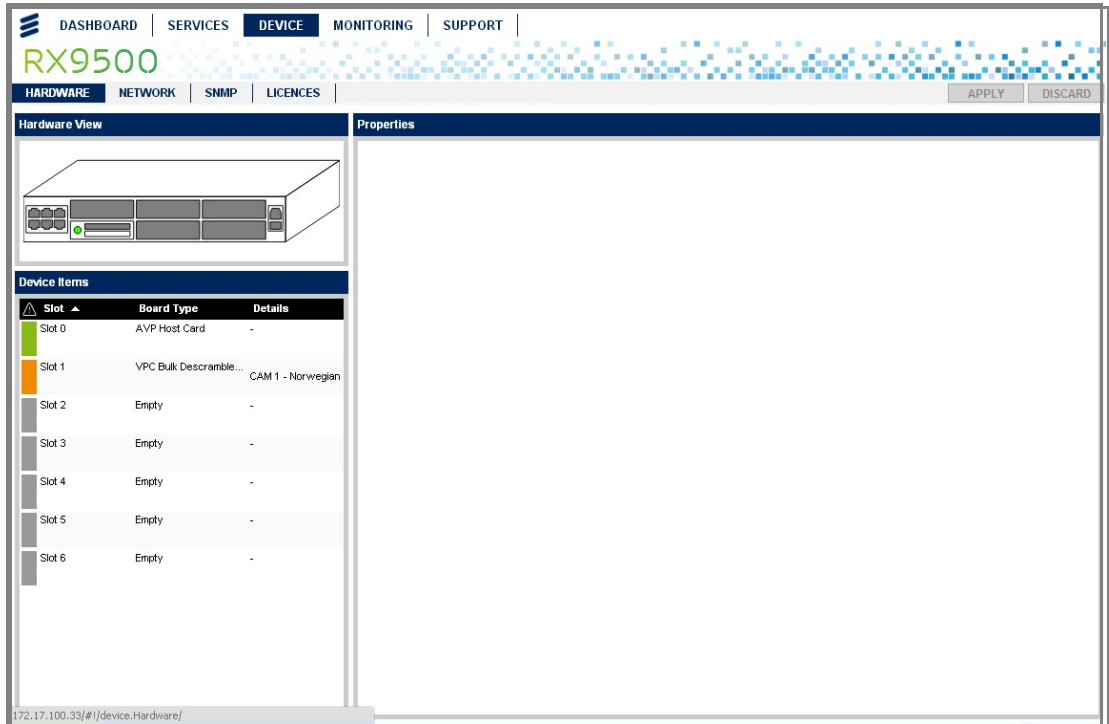 DASHBOARD SERVICES DEVICE MONITORING SUPPORT
RX9500
HARDWARE NETWORK SNMP LICENCES APPLY DISCARD
Hardware View
Properties
Device Items
Slot Board Type Details
Slot 0 AVP Host Card -
Slot 1 VPC Bulk Descramble... CAM 1 - Norwegian
Slot 2 Empty -
Slot 3 Empty -
Slot 4 Empty -
Slot 5 Empty -
Slot 6 Empty -
172.17.100.33/#!/device.Hardware/